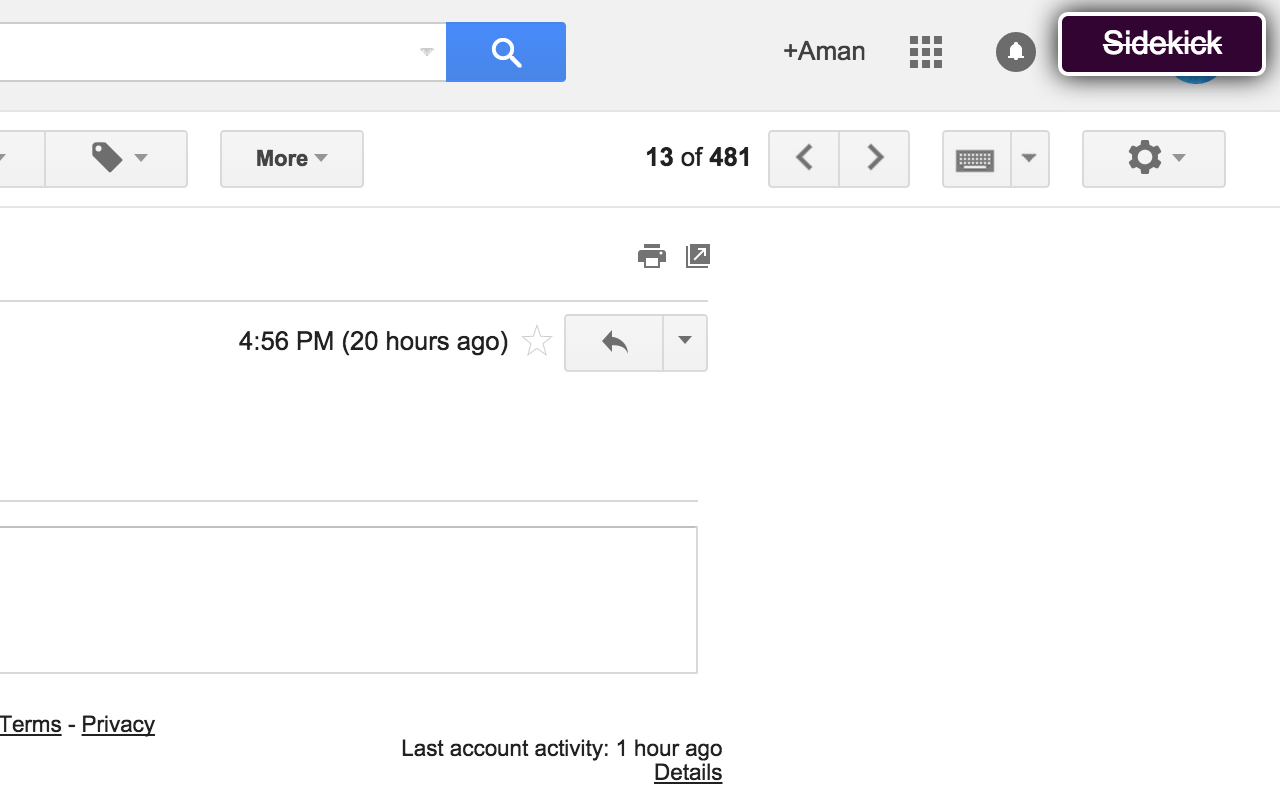 +Aman
Sidekick
More
13 of 481
4:56 PM (20 hours ago)
Terms - Privacy
Last account activity: 1 hour ago
Details